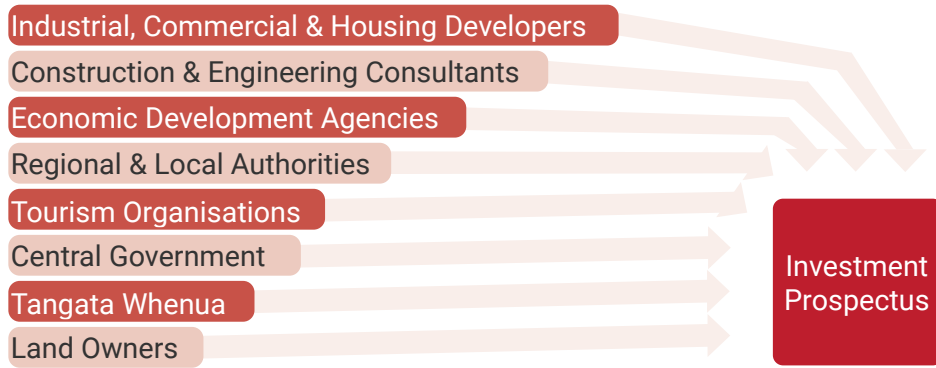 Industrial, Commercial & Housing Developers
Construction & Engineering Consultants
Economic Development Agencies
Regional & Local Authorities
Tourism Organisations
Central Government
Tangata Whenua
Land Owners
Investment
Prospectus